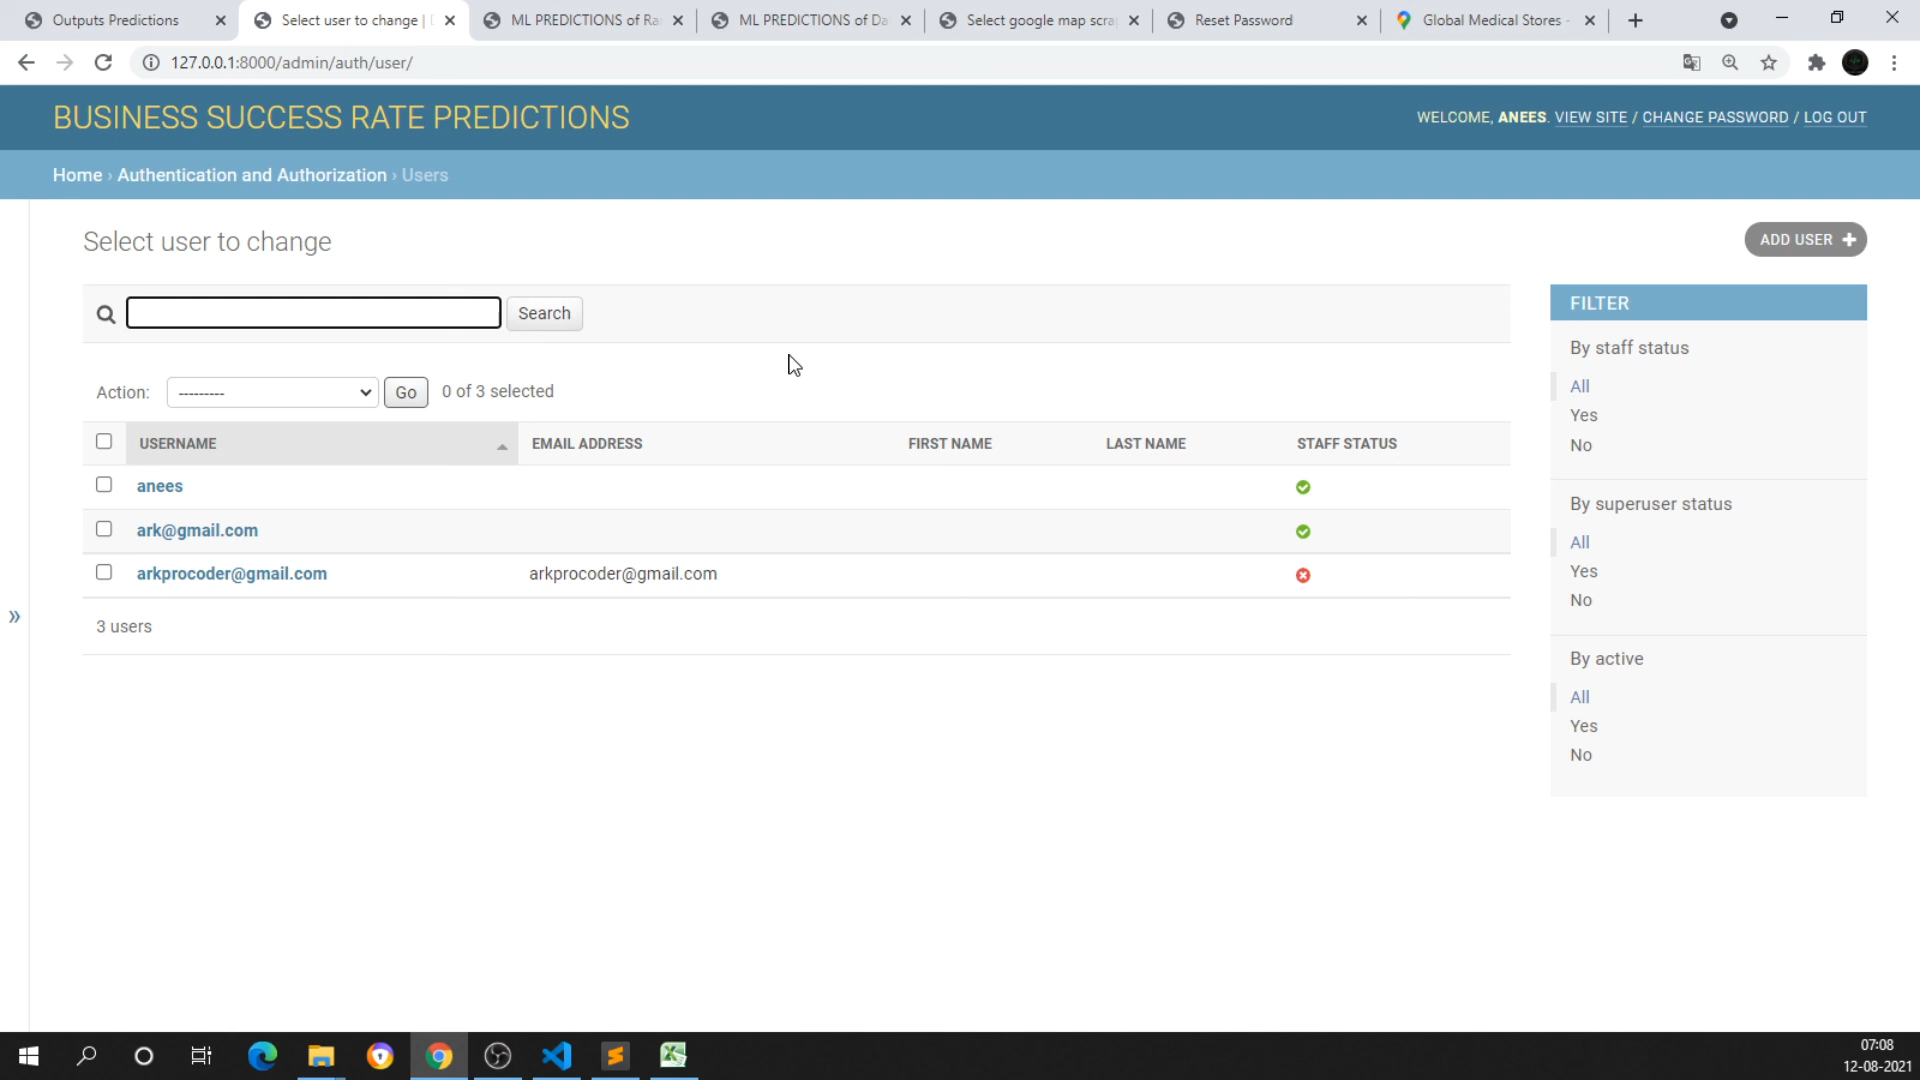 Outputs Predictions
Select user to change |
ML PREDICTIONS of Ra
ML PREDICTIONS of Da
Select google map scra
Reset Password
Global Medical Stores -
127.0.0.1:8000/admin/auth/user/
BUSINESS SUCCESS RATE PREDICTIONS
WELCOME, ANEES. VIEW SITE / CHANGE PASSWORD / LOG OUT
Home › Authentication and Authorization › Users
Select user to change
ADD USER
Search
Action: --------- Go 0 of 3 selected
USERNAME EMAIL ADDRESS FIRST NAME LAST NAME STAFF STATUS
anees
ark@gmail.com
arkprocoder@gmail.com arkprocoder@gmail.com
3 users
FILTER
By staff status
All
Yes
No
By superuser status
All
Yes
No
By active
All
Yes
No
07:08
12-08-2021